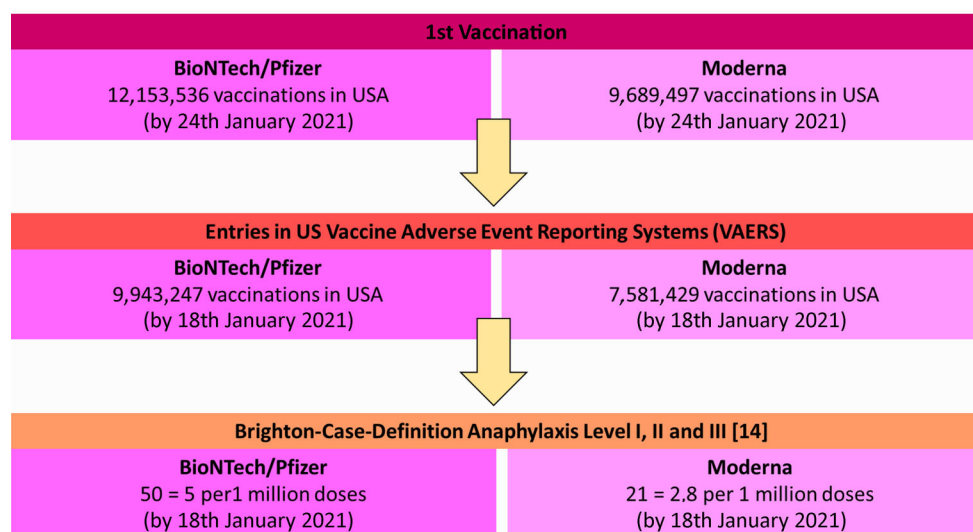 1st Vaccination
BioNTech/Pfizer
12,153,536 vaccinations in USA
(by 24th January 2021)
Moderna
9,689,497 vaccinations in USA
(by 24th January 2021)
Entries in US Vaccine Adverse Event Reporting Systems (VAERS)
BioNTech/Pfizer
9,943,247 vaccinations in USA
(by 18th January 2021)
Moderna
7,581,429 vaccinations in USA
(by 18th January 2021)
Brighton-Case-Definition Anaphylaxis Level I, II and III [14]
BioNTech/Pfizer
50 = 5 per1 million doses
(by 18th January 2021)
Moderna
21 = 2,8 per 1 million doses
(by 18th January 2021)